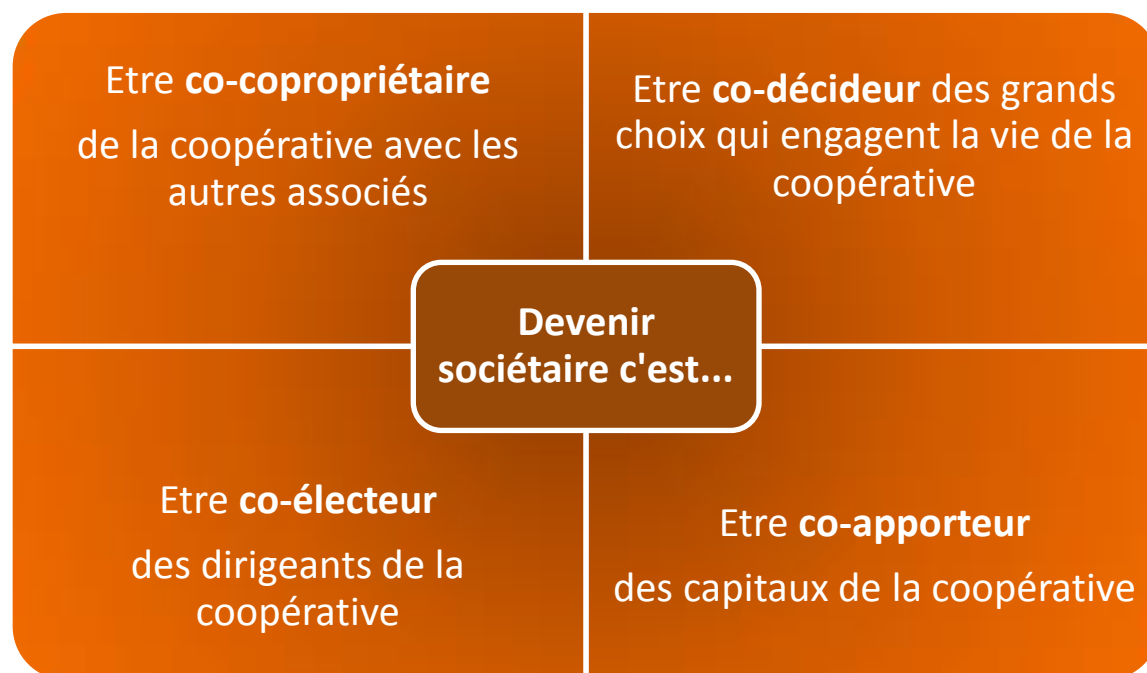 Etre co-copropriétaire
de la coopérative avec les
autres associés
Etre co-décideur des grands
choix qui engagent la vie de la
coopérative
Devenir
sociétaire c'est...
Etre co-électeur
des dirigeants de la
coopérative
Etre co-apporteur
des capitaux de la coopérative